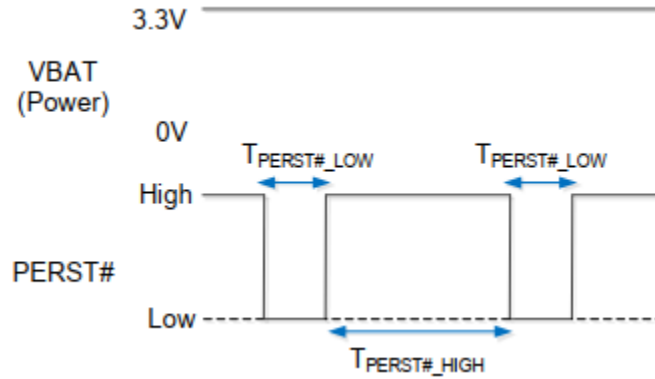 3.3V
VBAT
(Power)
0V
TPERST#_LOW TPERST#_LOW
High
PERST#
Low
TPERST#_HIGH